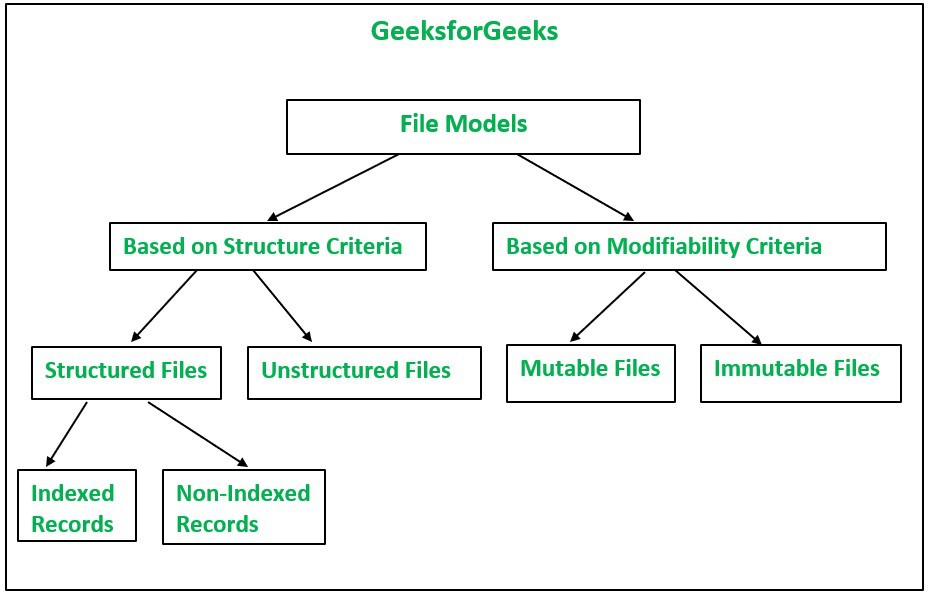 GeeksforGeeks
File Models
Based on Structure Criteria
Based on Modifiability Criteria
Structured Files
Unstructured Files
Mutable Files
Immutable Files
Indexed
Records
Non-Indexed
Records